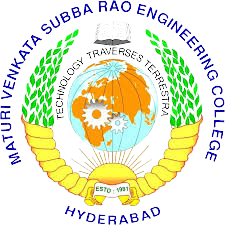 MATURI VENKATA SUBBA RAO ENGINEERING COLLEGE
TECHNOLOGY TRAVERSES TERRESTRA
ESTD - 1981
HYDERABAD